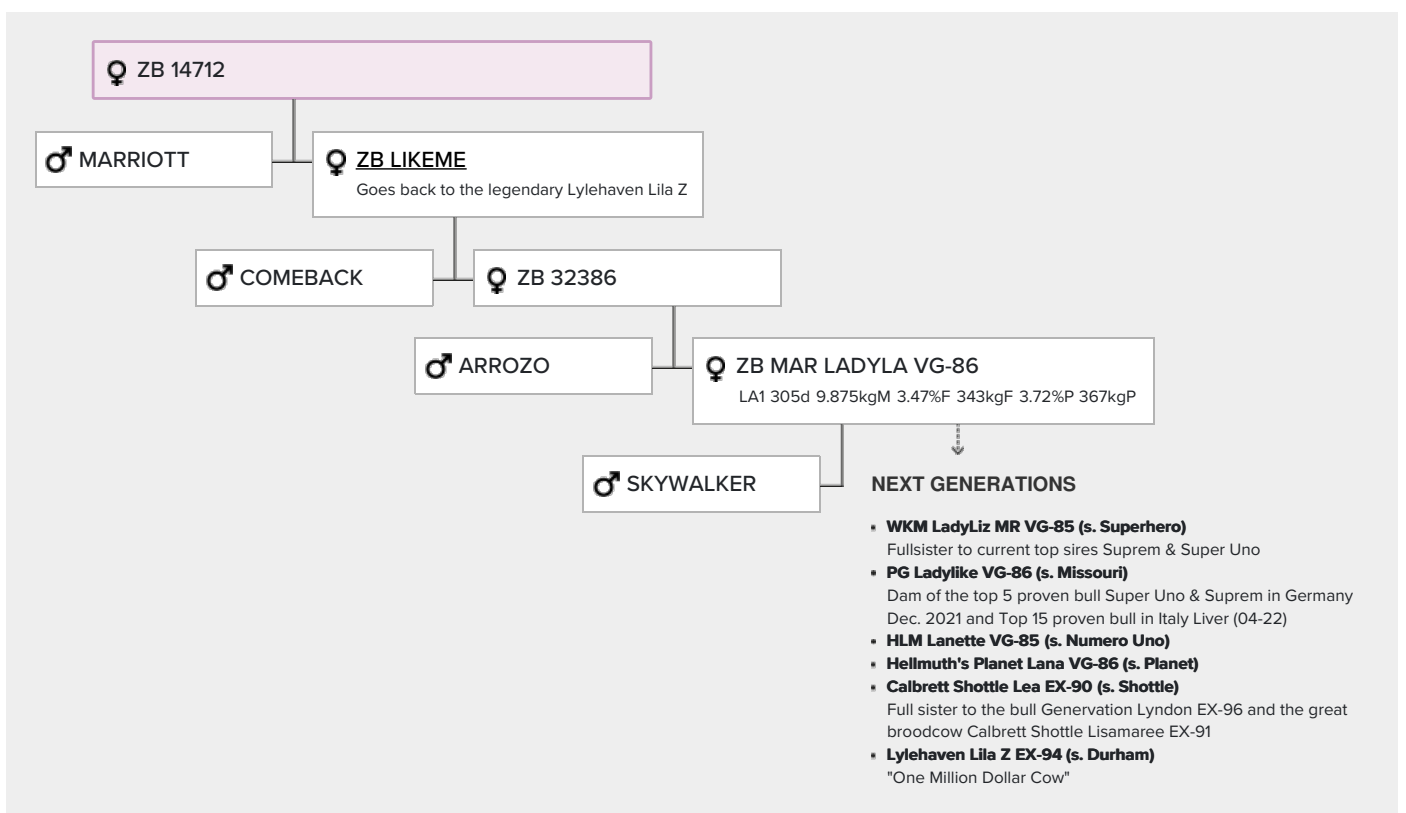 ZB 14712
MARRIOTT
ZB LIKEME
Goes back to the legendary Lylehaven Lila Z
COMEBACK
ZB 32386
ARROZO
ZB MAR LADYLA VG-86
LA1 305d 9.875kgM 3.47%F 343kgF 3.72%P 367kgP
SKYWALKER
NEXT GENERATIONS
WKM LadyLiz MR VG-85 (s. Superhero)
Fullsister to current top sires Suprem & Super Uno
PG Ladylike VG-86 (s. Missouri)
Dam of the top 5 proven bull Super Uno & Suprem in Germany
Dec. 2021 and Top 15 proven bull in Italy Liver (04-22)
HLM Lanette VG-85 (s. Numero Uno)
Hellmuth's Planet Lana VG-86 (s. Planet)
Calbrett Shottle Lea EX-90 (s. Shottle)
Full sister to the bull Genervation Lyndon EX-96 and the great
broodcow Calbrett Shottle Lisamaree EX-91
Lylehaven Lila Z EX-94 (s. Durham)
"One Million Dollar Cow"